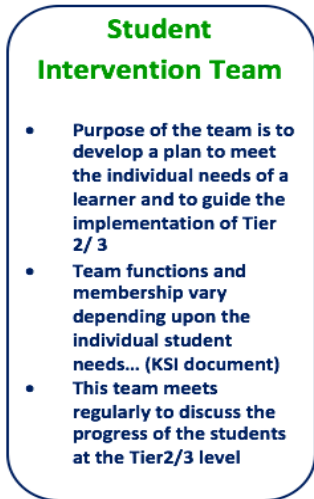 Student
Intervention Team
• Purpose of the team is to
develop a plan to meet
the individual needs of a
learner and to guide the
implementation of Tier
2/ 3
• Team functions and
membership vary
depending upon the
individual student
needs... (KSI document)
• This team meets
regularly to discuss the
progress of the students
at the Tier2/3 level